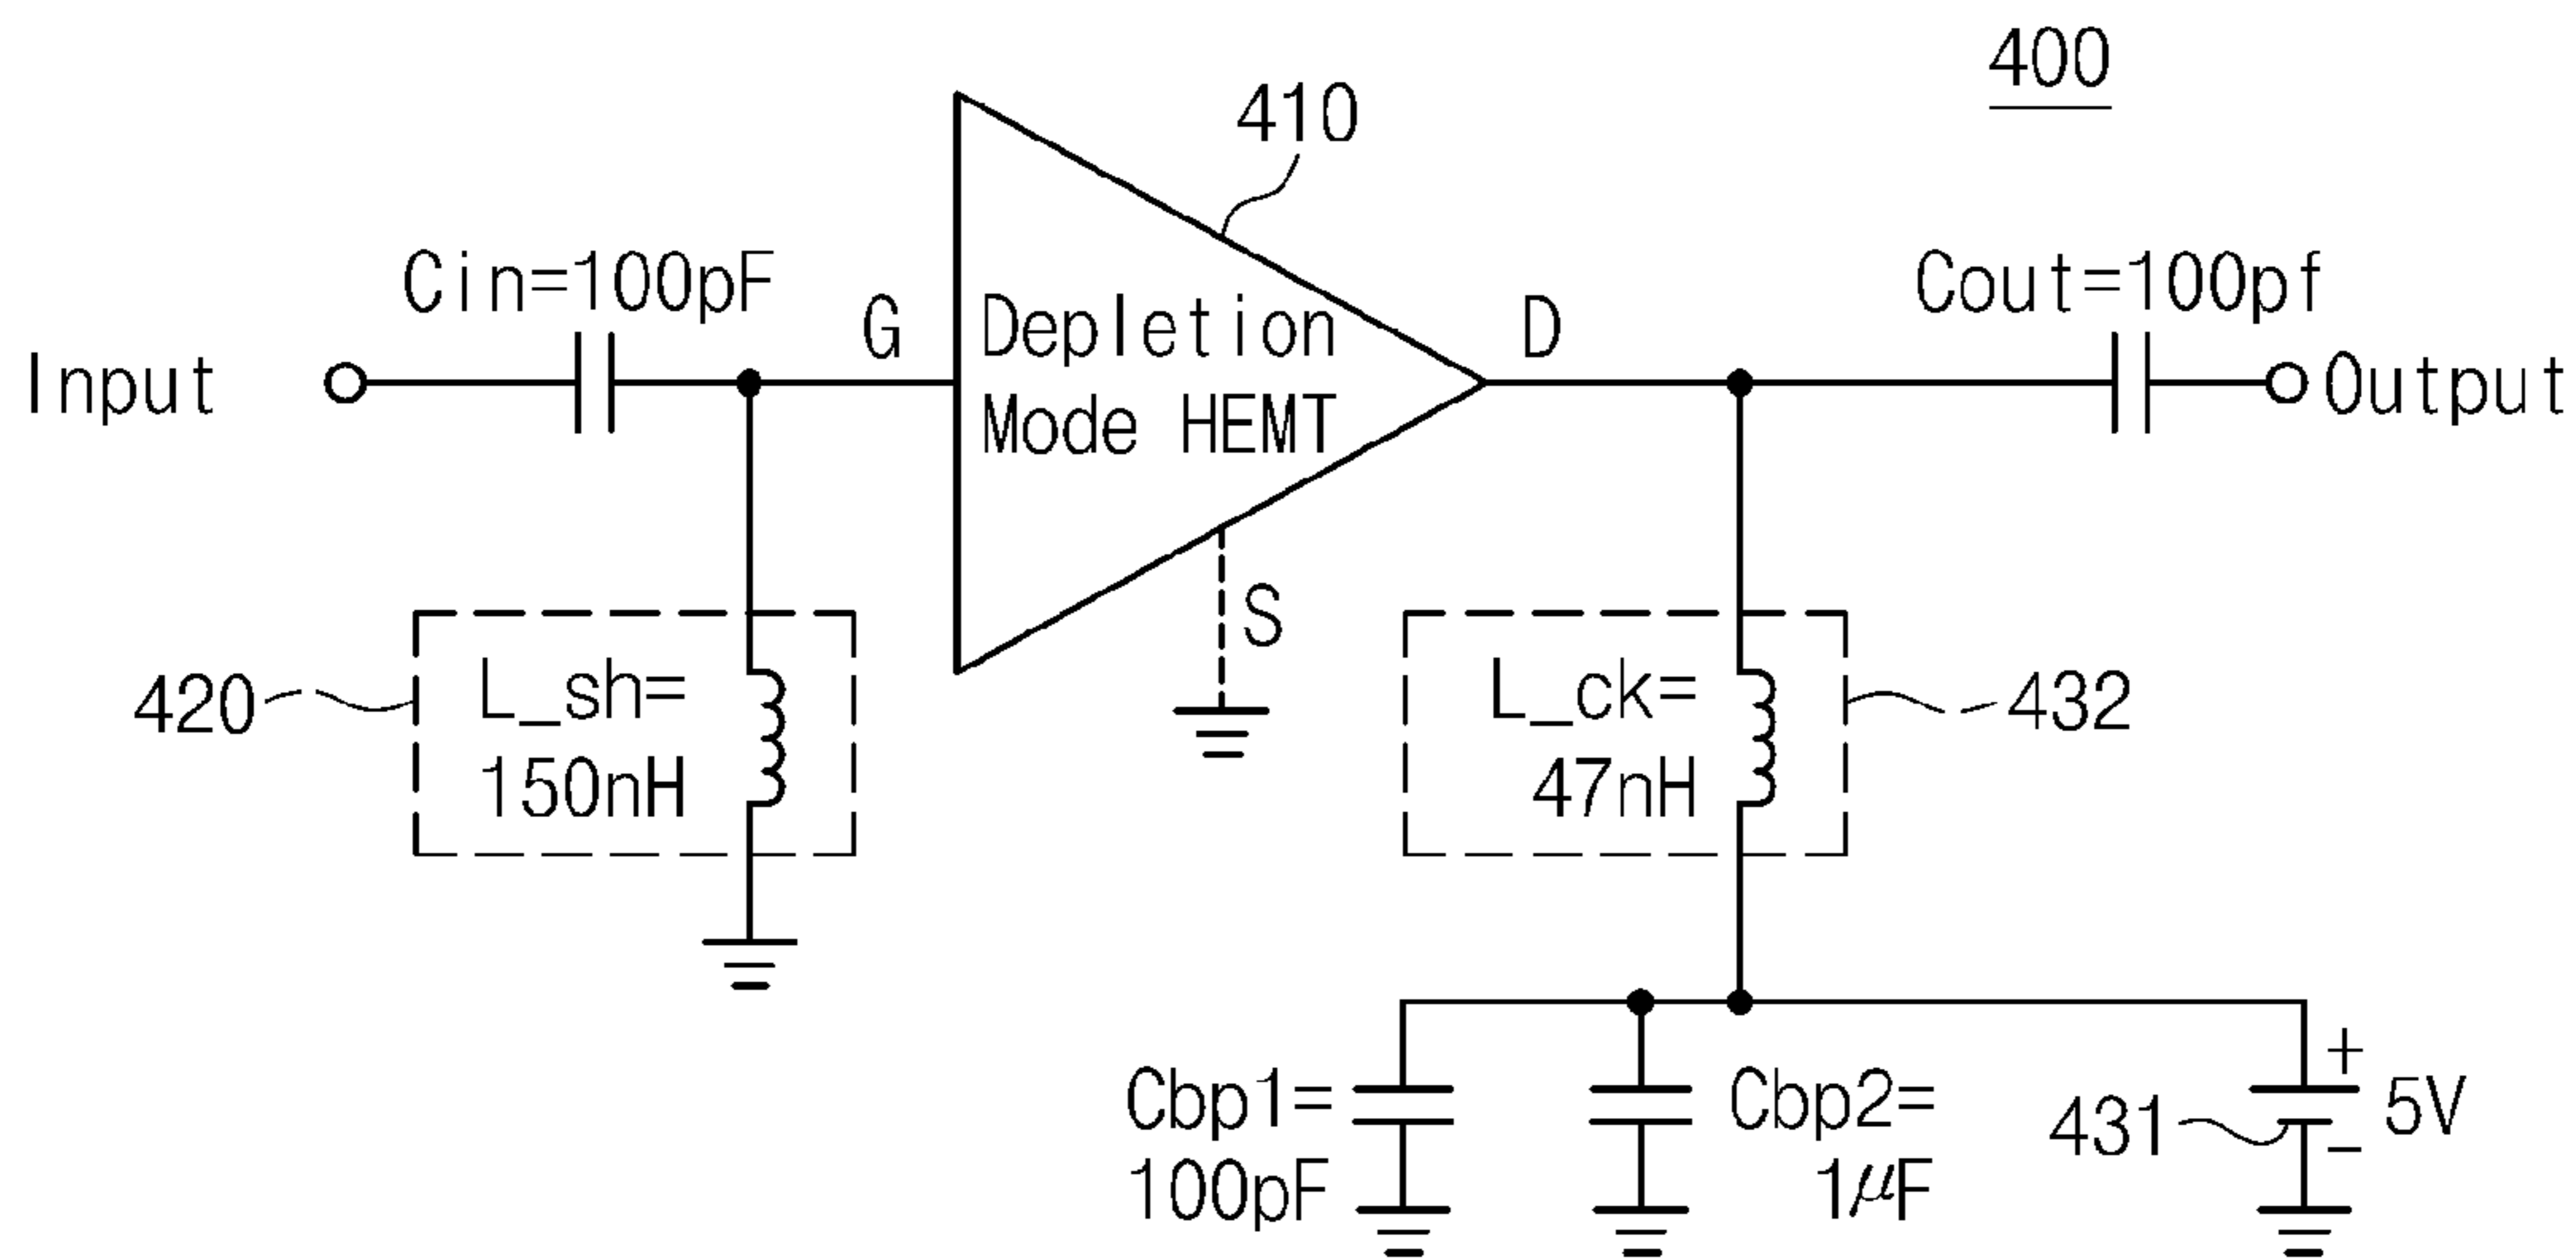 400
410
Cin=100pF
Cout=100pf
G
Depletion
Mode HEMT
D
Input
Output
S
420
L_sh=
150nH
L_ck=
47nH
432
Cbp1=
100pF
Cbp2=
1μF
431
+
5V
−